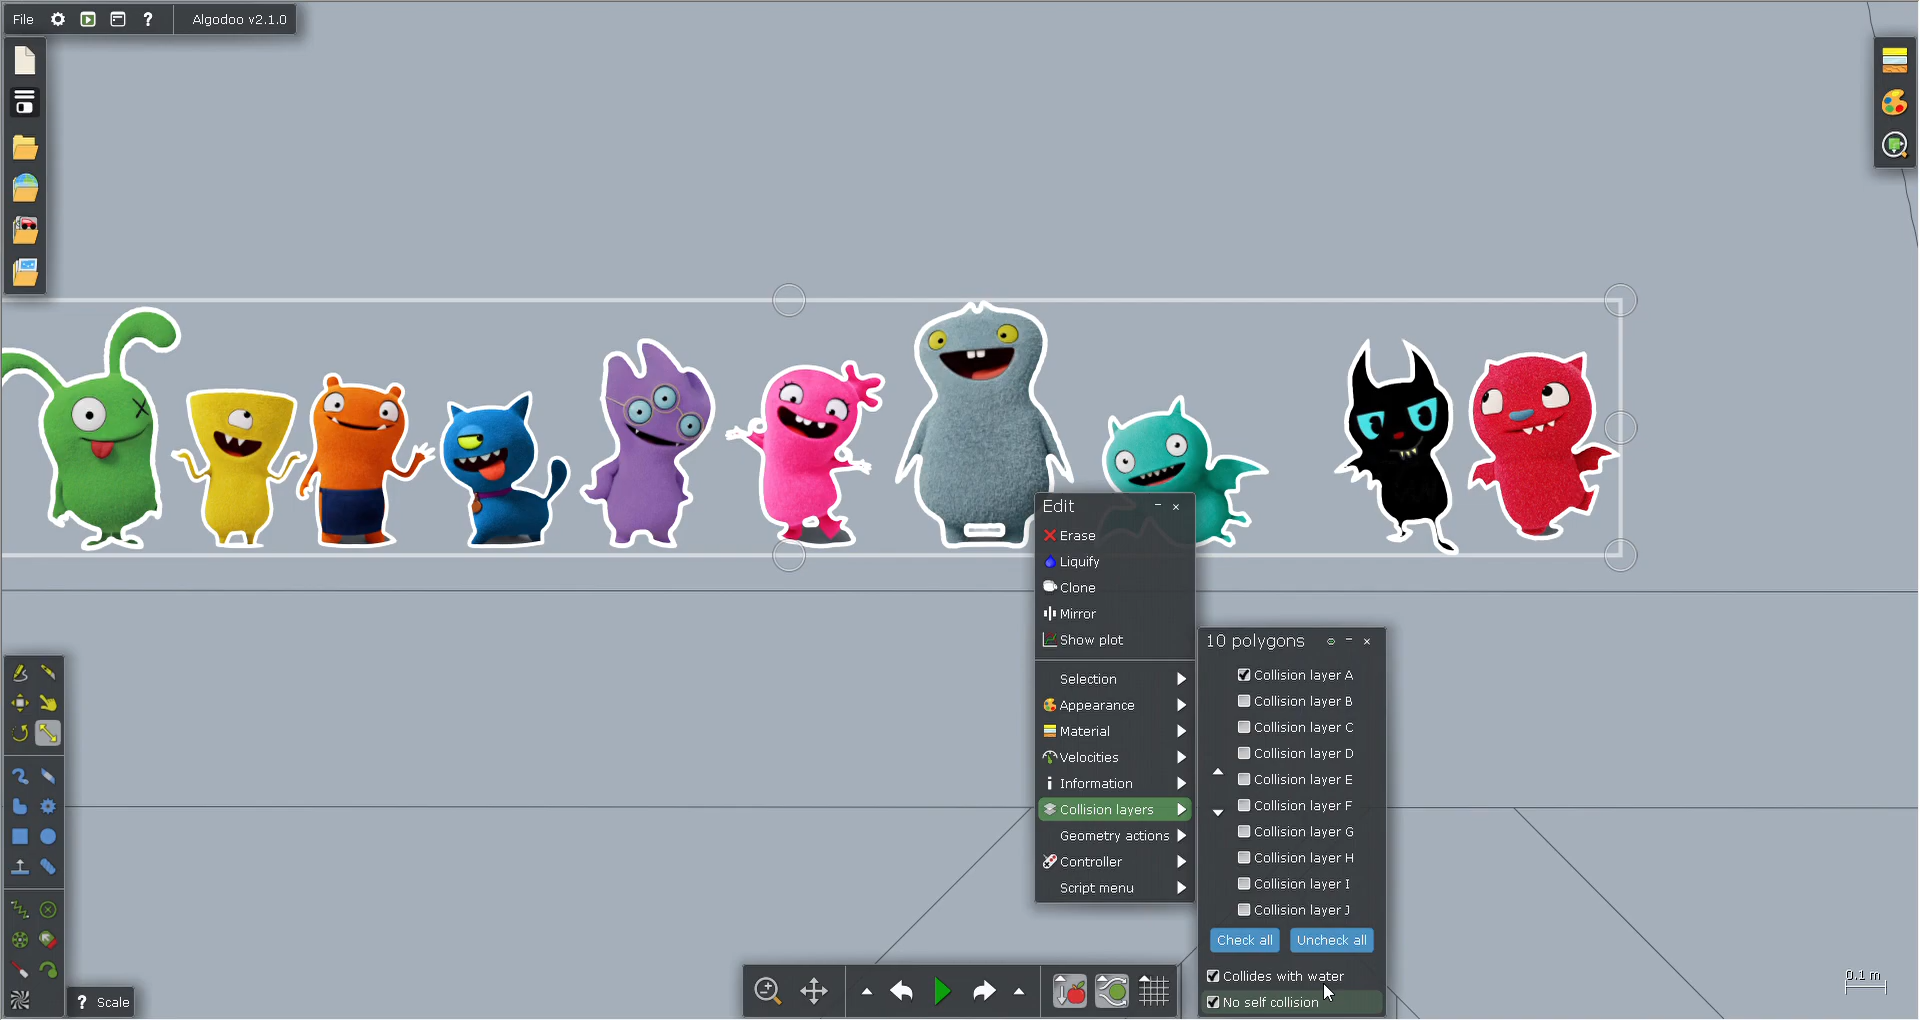 File ? Algodoo v2.1.0
Edit
Erase
Liquify
Clone
Mirror
Show plot
Selection
Appearance
Material
Velocities
Information
Collision layers
Geometry actions
Controller
Script menu
10 polygons
Collision layer A
Collision layer B
Collision layer C
Collision layer D
Collision layer E
Collision layer F
Collision layer G
Collision layer H
Collision layer I
Collision layer J
Check all Uncheck all
Collides with water
No self collision
? Scale
0.1 m